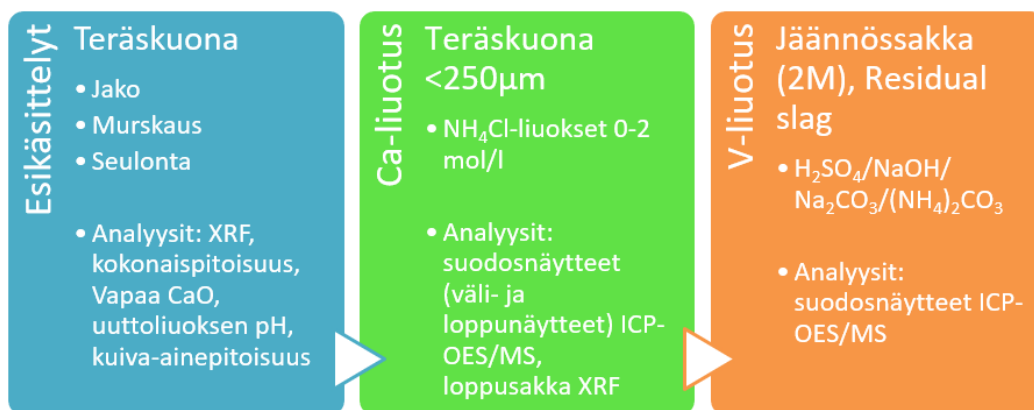 Esikäsittelyt
Teräskuona
• Jako
• Murskaus
• Seulonta
• Analyysit: XRF,
kokonaispitoisuus,
Vapaa CaO,
uuttoliuoksen pH,
kuiva-ainepitoisuus
Ca-liuotus
Teräskuona
<250µm
• NH₄Cl-liuokset 0-2
mol/l
• Analyysit:
suodosnäytteet
(väli- ja
loppunäytteet) ICP-
OES/MS,
loppusakka XRF
V-liuotus
Jäännössakka
(2M), Residual
slag
• H₂SO₄/NaOH/
Na₂CO₃/(NH₄)₂CO₃
• Analyysit:
suodosnäytteet ICP-
OES/MS